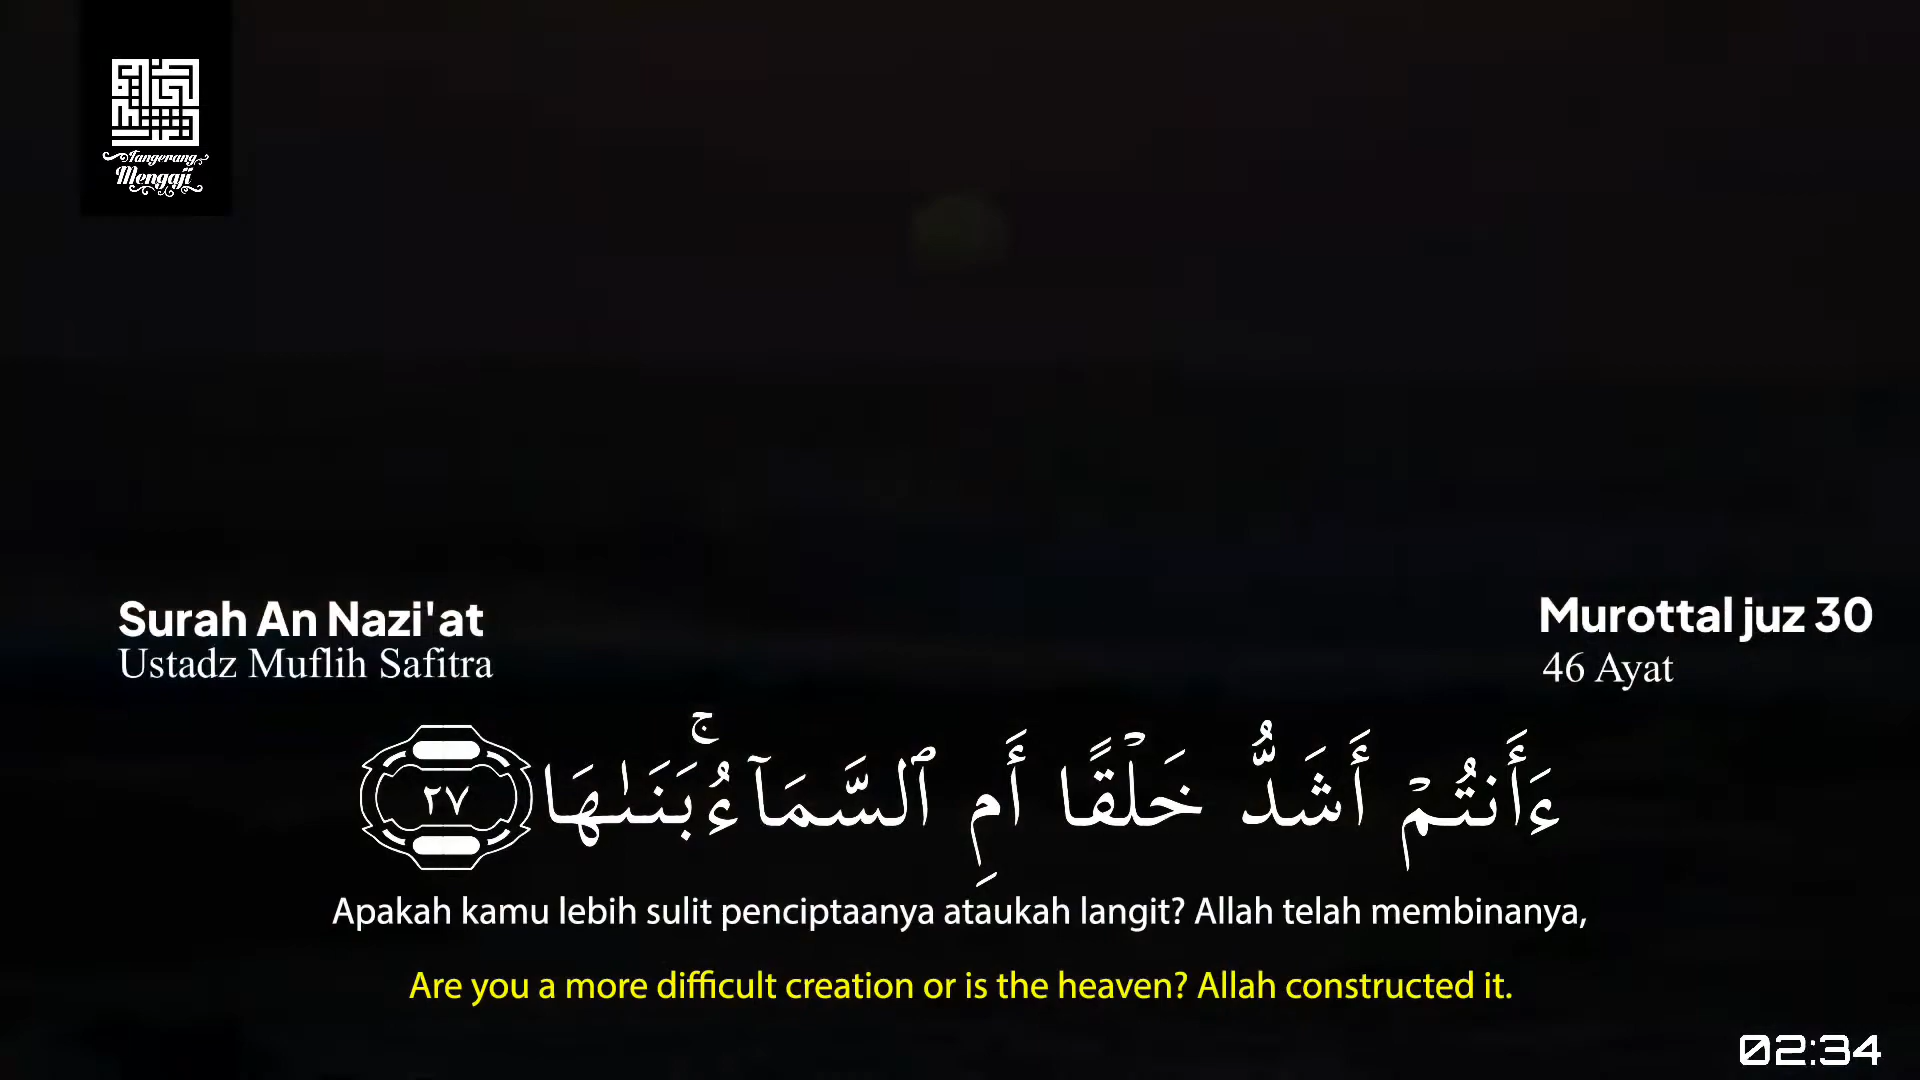 Tangerang
Mengaji
Surah An Nazi'at
Ustadz Muflih Safitra
Murottal juz 30
46 Ayat
ءَأَنتُمْ أَشَدُّ خَلْقًا أَمِ ٱلسَّمَآءُ ۚ بَنَىٰهَا ٢٧
Apakah kamu lebih sulit penciptaanya ataukah langit? Allah telah membinanya,
Are you a more difficult creation or is the heaven? Allah constructed it.
02:34